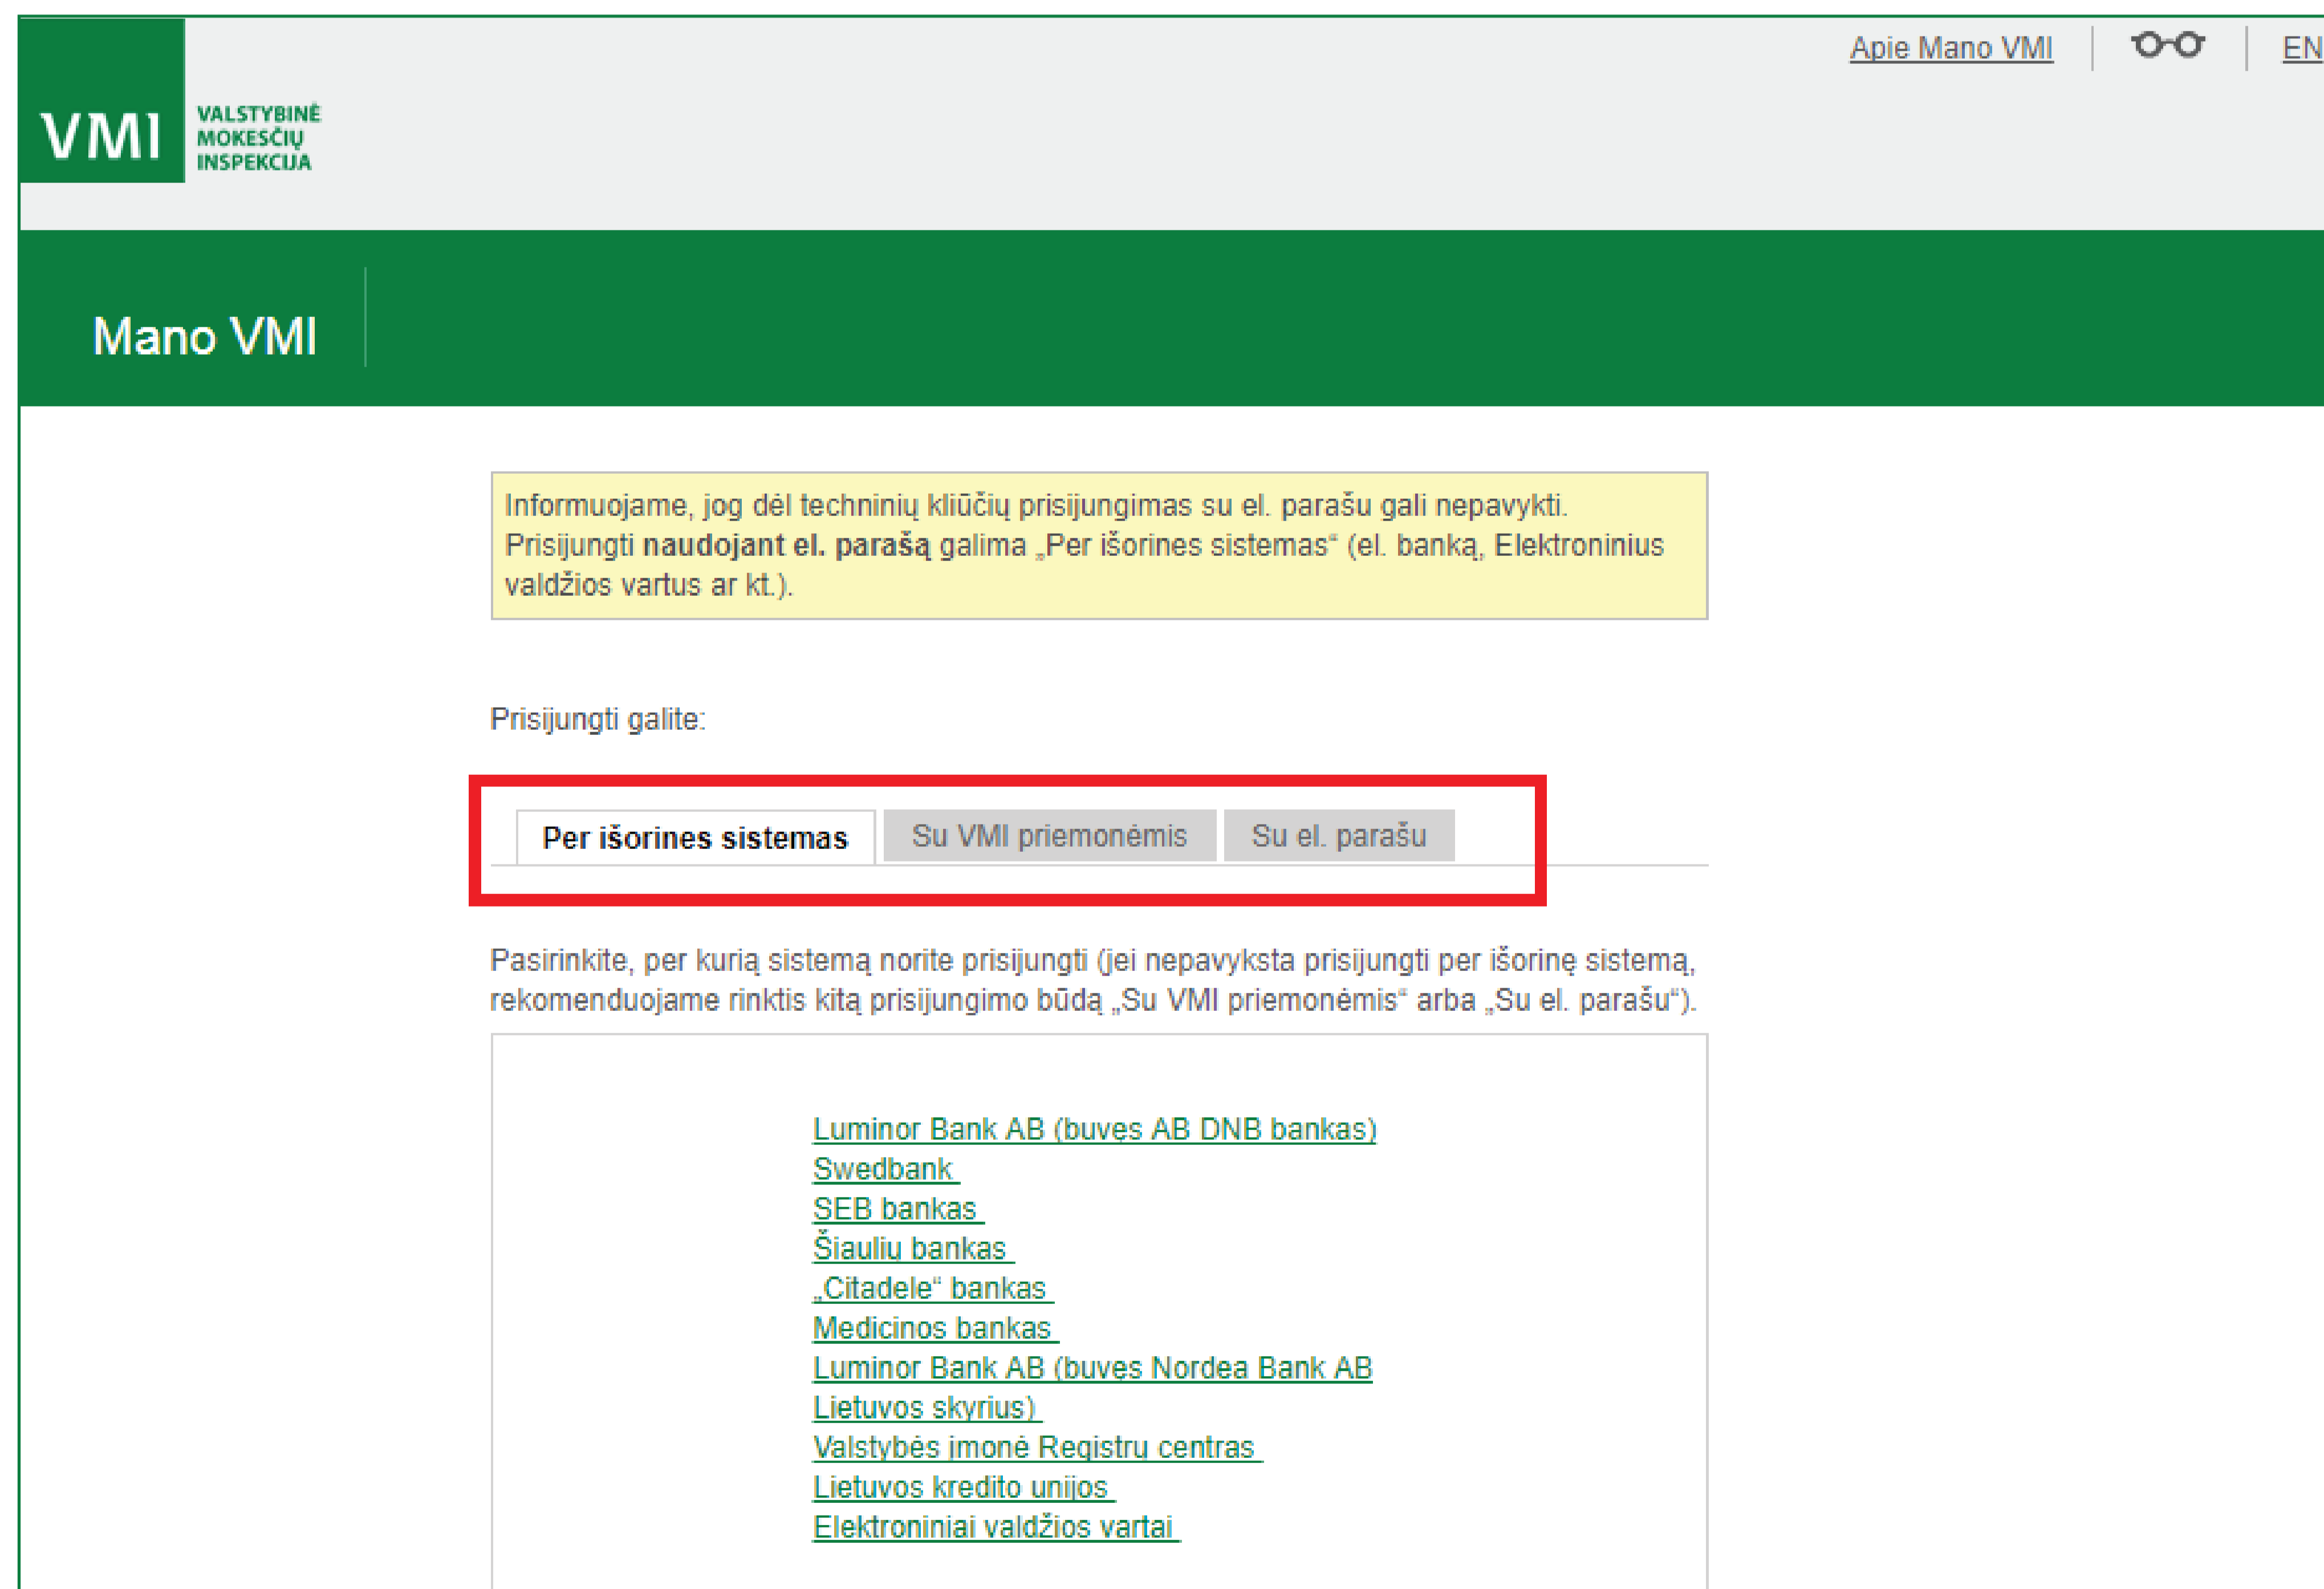 Apie Mano VMI
EN
VMI
VALSTYBINĖ
MOKESČIŲ
INSPEKCIJA
Mano VMI
Informuojame, jog dėl techninių kliūčių prisijungimas su el. parašu gali nepavykti.
Prisijungti naudojant el. parašą galima „Per išorines sistemas“ (el. banką, Elektroninius
valdžios vartus ar kt.).
Prisijungti galite:
Per išorines sistemas
Su VMI priemonėmis
Su el. parašu
Pasirinkite, per kurią sistemą norite prisijungti (jei nepavyksta prisijungti per išorinę sistemą,
rekomenduojame rinktis kitą prisijungimo būdą „Su VMI priemonėmis“ arba „Su el. parašu“).
Luminor Bank AB (buvęs AB DNB bankas)
Swedbank
SEB bankas
Šiaulių bankas
„Citadele“ bankas
Medicinos bankas
Luminor Bank AB (buvęs Nordea Bank AB
Lietuvos skyrius)
Valstybės įmonė Registrų centras
Lietuvos kredito unijos
Elektroniniai valdžios vartai